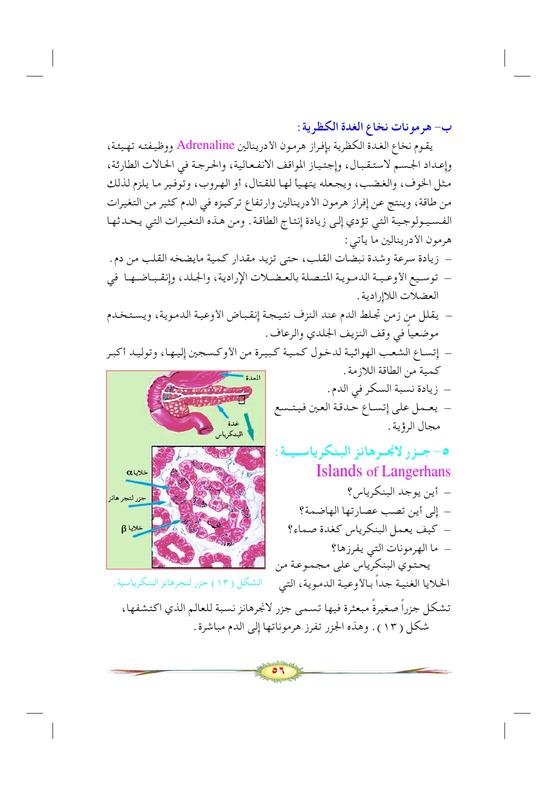 ب- هرمونات نخاع الغدة الكظرية :
يقوم نخاع الغدة الكظرية بإفراز هرمون الأدرينالين Adrenaline ووظيفته تهيئة،
وإعداد الجسم لاستقبال، وإجتياز المواقف الانفعالية، والحرجة في الحالات الطارئة،
مثل الخوف، والغضب، ويجعله يتهيأ لها للقتال، أو الهروب، وتوفير ما يلزم لذلك
من طاقة، وينتج عن إفراز هرمون الأدرينالين وارتفاع تركيزه في الدم كثير من التغيرات
الفسيولوجية التي تؤدي إلى زيادة إنتاج الطاقة. ومن هذه التغيرات التي يحدثها
هرمون الأدرينالين ما يأتي :
– زيادة سرعة وشدة نبضات القلب، حتى تزيد مقدار كمية مايضخه القلب من دم .
– توسيع الأوعية الدموية المتصلة بالعضلات الإرادية، والجلد، وإنقباضها في
العضلات اللاإرادية .
– يقلل من زمن تجلط الدم عند النزف نتيجة إنقباض الأوعية الدموية، ويستخدم
موضعياً في وقف النزيف الجلدي والرعاف .
– إتساع الشعب الهوائية لدخول كمية كبيرة من الأوكسجين إليها، وتوليد أكبر
كمية من الطاقة اللازمة .
– زيادة نسبة السكر في الدم .
– يعمل على إتساع حدقة العين فيتسع
مجال الرؤية .
٥- جزر لانجرهانز البنكرياسية :
Islands of Langerhans
– أين يوجد البنكرياس؟
– إلى أين تصب عصارتها الهاضمة؟
– كيف يعمل البنكرياس كغدة صماء؟
– ما الهرمونات التي يفرزها؟
يحتوي البنكرياس على مجموعة من
الخلايا الغنية جداً بالأوعية الدموية، التي
المعدة
غدة
البنكرياس
خلايا α
جزر لنجرهانز
خلايا β
الشكل ( ١٣ ) جزر لنجرهانز البنكرياسية .
تشكل جزراً صغيرةً مبعثرة فيها تسمى جزر لانجرهانز نسبة للعالم الذي اكتشفها،
شكل ( ١٣ ) . وهذه الجزر تفرز هرموناتها إلى الدم مباشرة .
٥٦